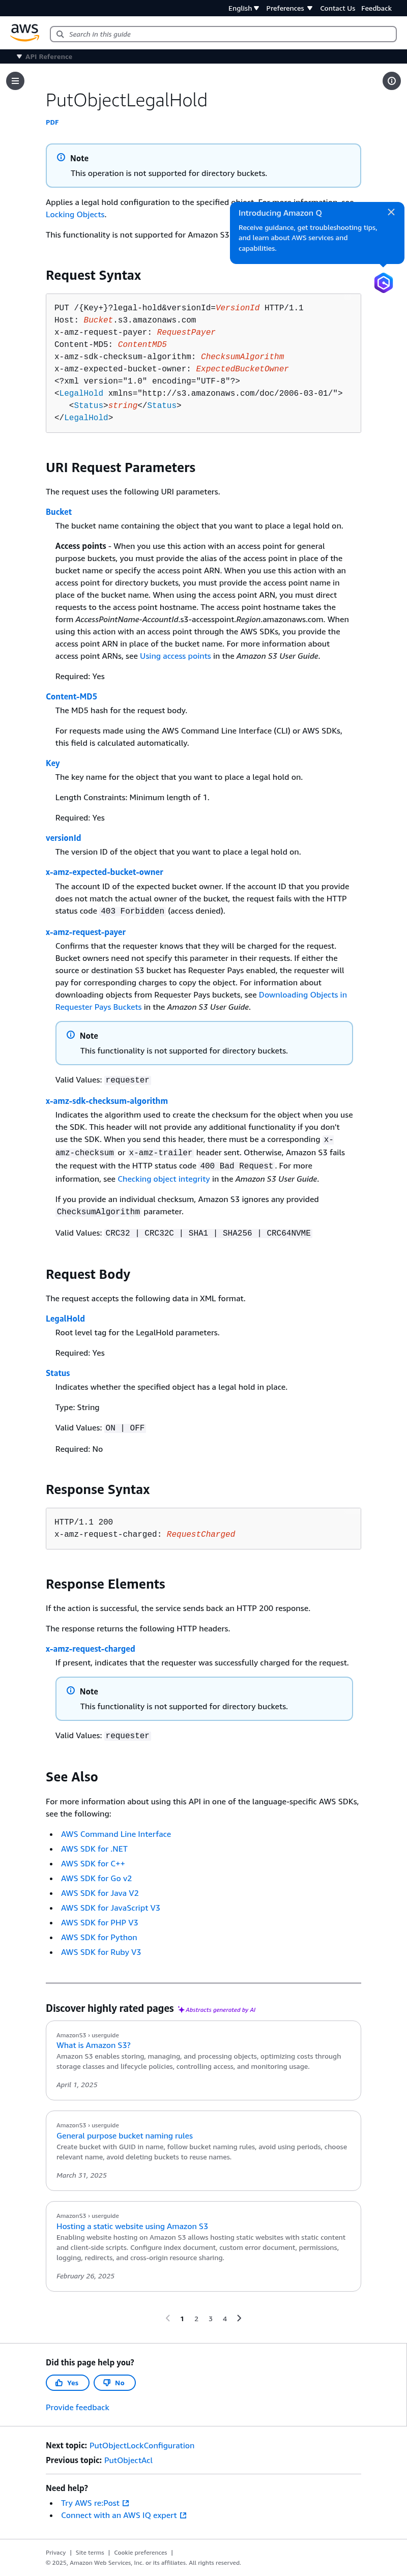 English Preferences Contact Us Feedback
aws
Search in this guide
API Reference
PutObjectLegalHold
PDF
Note
This operation is not supported for directory buckets.
Applies a legal hold configuration to the specified object. For more information, see
Locking Objects.
This functionality is not supported for Amazon S3
Introducing Amazon Q
Receive guidance, get troubleshooting tips,
and learn about AWS services and
capabilities.
Request Syntax
PUT /{Key+}?legal-hold&versionId=VersionId HTTP/1.1
Host: Bucket.s3.amazonaws.com
x-amz-request-payer: RequestPayer
Content-MD5: ContentMD5
x-amz-sdk-checksum-algorithm: ChecksumAlgorithm
x-amz-expected-bucket-owner: ExpectedBucketOwner
<?xml version="1.0" encoding="UTF-8"?>
<LegalHold xmlns="http://s3.amazonaws.com/doc/2006-03-01/">
<Status>string</Status>
</LegalHold>
URI Request Parameters
The request uses the following URI parameters.
Bucket
The bucket name containing the object that you want to place a legal hold on.
Access points - When you use this action with an access point for general
purpose buckets, you must provide the alias of the access point in place of the
bucket name or specify the access point ARN. When you use this action with an
access point for directory buckets, you must provide the access point name in
place of the bucket name. When using the access point ARN, you must direct
requests to the access point hostname. The access point hostname takes the
form AccessPointName-AccountId.s3-accesspoint.Region.amazonaws.com. When
using this action with an access point through the AWS SDKs, you provide the
access point ARN in place of the bucket name. For more information about
access point ARNs, see Using access points in the Amazon S3 User Guide.
Required: Yes
Content-MD5
The MD5 hash for the request body.
For requests made using the AWS Command Line Interface (CLI) or AWS SDKs,
this field is calculated automatically.
Key
The key name for the object that you want to place a legal hold on.
Length Constraints: Minimum length of 1.
Required: Yes
versionId
The version ID of the object that you want to place a legal hold on.
x-amz-expected-bucket-owner
The account ID of the expected bucket owner. If the account ID that you provide
does not match the actual owner of the bucket, the request fails with the HTTP
status code 403 Forbidden (access denied).
x-amz-request-payer
Confirms that the requester knows that they will be charged for the request.
Bucket owners need not specify this parameter in their requests. If either the
source or destination S3 bucket has Requester Pays enabled, the requester will
pay for corresponding charges to copy the object. For information about
downloading objects from Requester Pays buckets, see Downloading Objects in
Requester Pays Buckets in the Amazon S3 User Guide.
Note
This functionality is not supported for directory buckets.
Valid Values: requester
x-amz-sdk-checksum-algorithm
Indicates the algorithm used to create the checksum for the object when you use
the SDK. This header will not provide any additional functionality if you don't
use the SDK. When you send this header, there must be a corresponding x-
amz-checksum or x-amz-trailer header sent. Otherwise, Amazon S3 fails
the request with the HTTP status code 400 Bad Request. For more
information, see Checking object integrity in the Amazon S3 User Guide.
If you provide an individual checksum, Amazon S3 ignores any provided
ChecksumAlgorithm parameter.
Valid Values: CRC32 | CRC32C | SHA1 | SHA256 | CRC64NVME
Request Body
The request accepts the following data in XML format.
LegalHold
Root level tag for the LegalHold parameters.
Required: Yes
Status
Indicates whether the specified object has a legal hold in place.
Type: String
Valid Values: ON | OFF
Required: No
Response Syntax
HTTP/1.1 200
x-amz-request-charged: RequestCharged
Response Elements
If the action is successful, the service sends back an HTTP 200 response.
The response returns the following HTTP headers.
x-amz-request-charged
If present, indicates that the requester was successfully charged for the request.
Note
This functionality is not supported for directory buckets.
Valid Values: requester
See Also
For more information about using this API in one of the language-specific AWS SDKs,
see the following:
• AWS Command Line Interface
• AWS SDK for .NET
• AWS SDK for C++
• AWS SDK for Go v2
• AWS SDK for Java V2
• AWS SDK for JavaScript V3
• AWS SDK for PHP V3
• AWS SDK for Python
• AWS SDK for Ruby V3
Discover highly rated pages Abstracts generated by AI
AmazonS3 › userguide
What is Amazon S3?
Amazon S3 enables storing, managing, and processing objects, optimizing costs through
storage classes and lifecycle policies, controlling access, and monitoring usage.
April 1, 2025
AmazonS3 › userguide
General purpose bucket naming rules
Create bucket with GUID in name, follow bucket naming rules, avoid using periods, choose
relevant name, avoid deleting buckets to reuse names.
March 31, 2025
AmazonS3 › userguide
Hosting a static website using Amazon S3
Enabling website hosting on Amazon S3 allows hosting static websites with static content
and client-side scripts. Configure index document, custom error document, permissions,
logging, redirects, and cross-origin resource sharing.
February 26, 2025
1 2 3 4
Did this page help you?
Yes No
Provide feedback
Next topic: PutObjectLockConfiguration
Previous topic: PutObjectAcl
Need help?
• Try AWS re:Post
• Connect with an AWS IQ expert
Privacy | Site terms | Cookie preferences |
© 2025, Amazon Web Services, Inc. or its affiliates. All rights reserved.